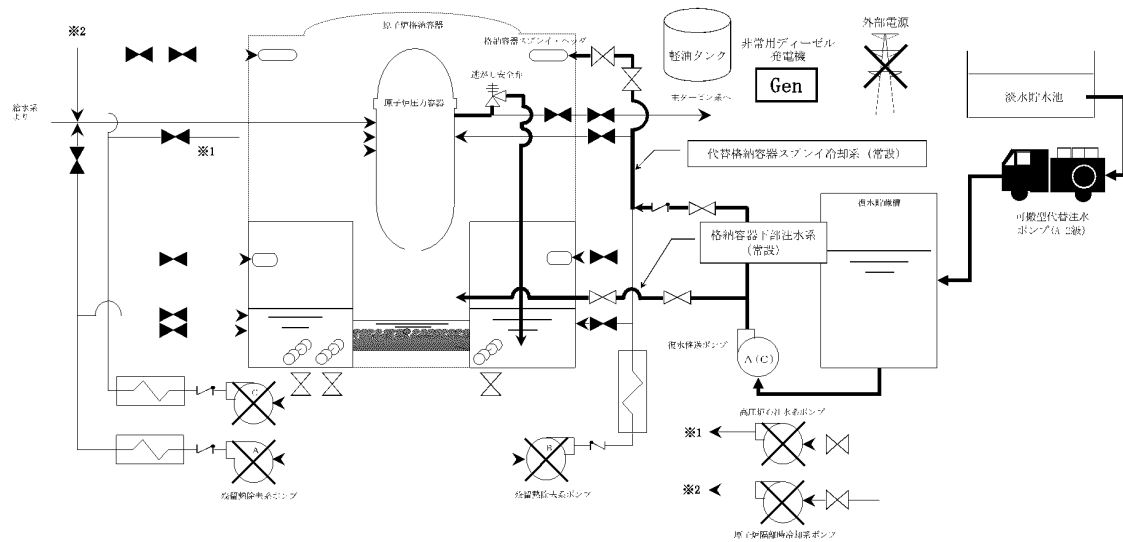 原子炉格納容器
※2
格納容器スプレイ・ヘッダ
逃がし安全弁
軽油タンク
非常用ディーゼル
発電機
Gen
外部電源
淡水貯水池
給水系
より
原子炉圧力容器
主タービン系へ
※1
代替格納容器スプレイ冷却系（常設）
可搬型代替注水
ポンプ(A-2級)
復水貯蔵槽
格納容器下部注水系
（常設）
復水移送ポンプ
A(C)
C
A
残留熱除去系ポンプ
B
残留熱除去系ポンプ
高圧炉心注水系ポンプ
※1
※2
原子炉隔離時冷却系ポンプ